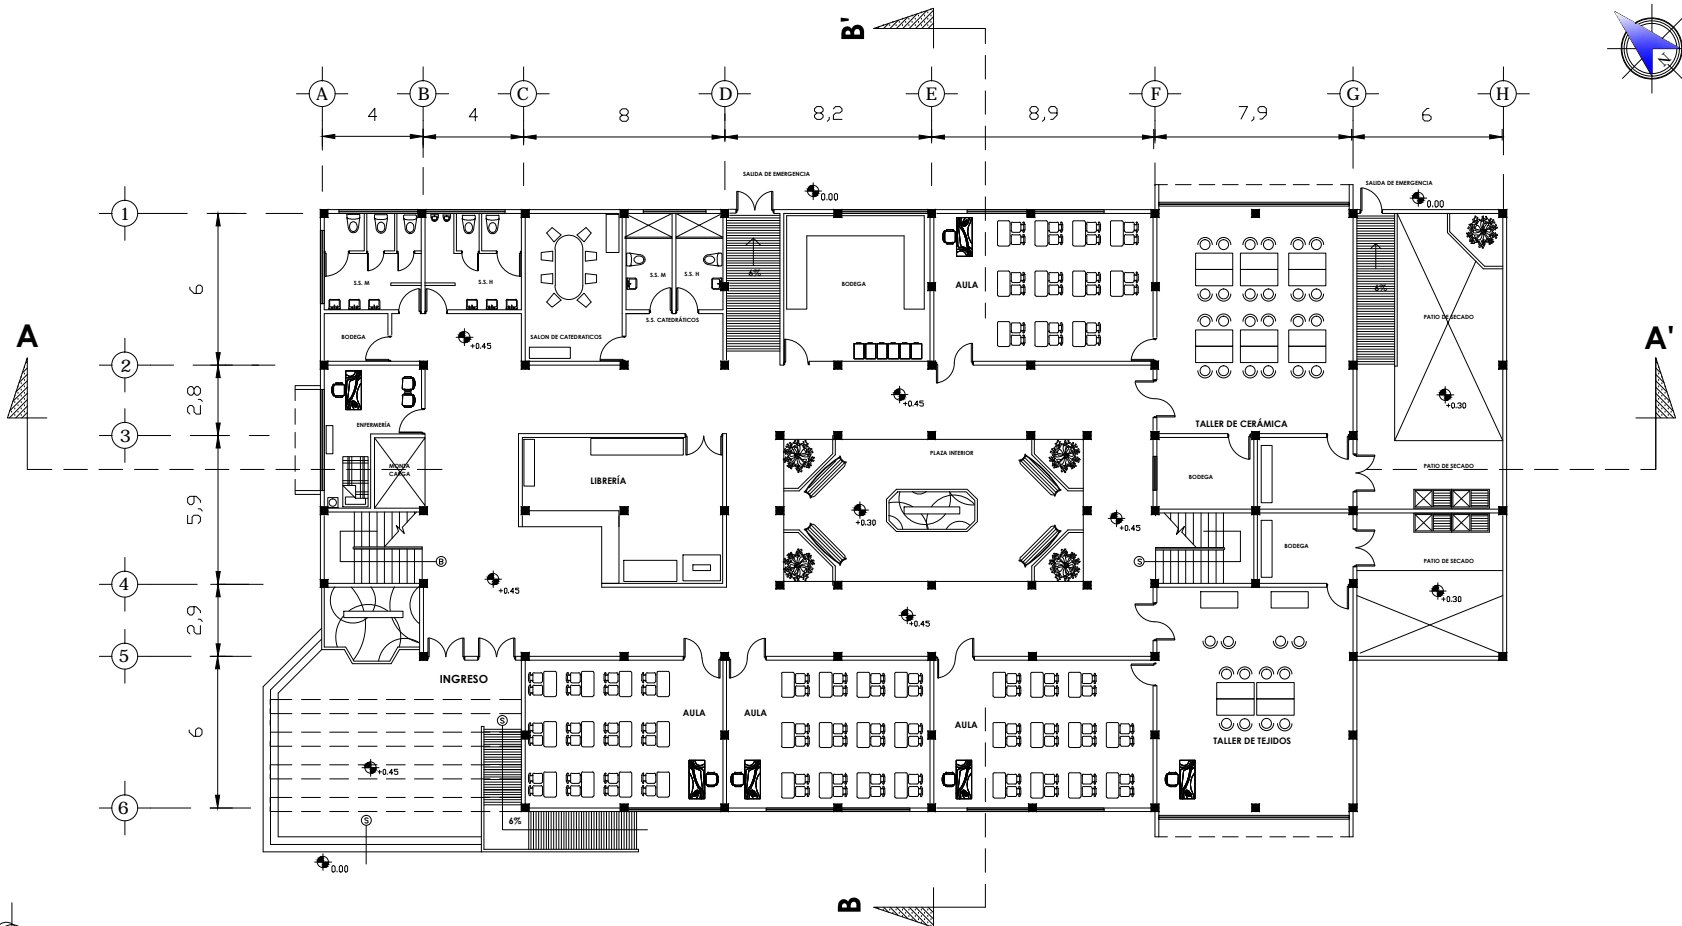 B'
N
A
B
C
D
E
F
G
H
4
4
8
8,2
8,9
7,9
6
SALIDA DE EMERGENCIA
0.00
SALIDA DE EMERGENCIA
0.00
1
2
3
4
5
6
6
2,8
5,9
2,9
6
S.S. M
S.S. H
S.S. M
S.S. H
6%
BODEGA
AULA
6%
PATIO DE SECADO
BODEGA
+0.45
SALON DE CATEDRATICOS
S.S. CATEDRÁTICOS
A
A'
+0.45
+0.30
ENFERMERÍA
TALLER DE CERÁMICA
MONTA
CARGA
LIBRERÍA
PLAZA INTERIOR
BODEGA
PATIO DE SECADO
+0.30
+0.45
B
S
BODEGA
PATIO DE SECADO
+0.45
+0.45
+0.30
INGRESO
S
AULA
AULA
AULA
TALLER DE TEJIDOS
+0.45
S
6%
0.00
B